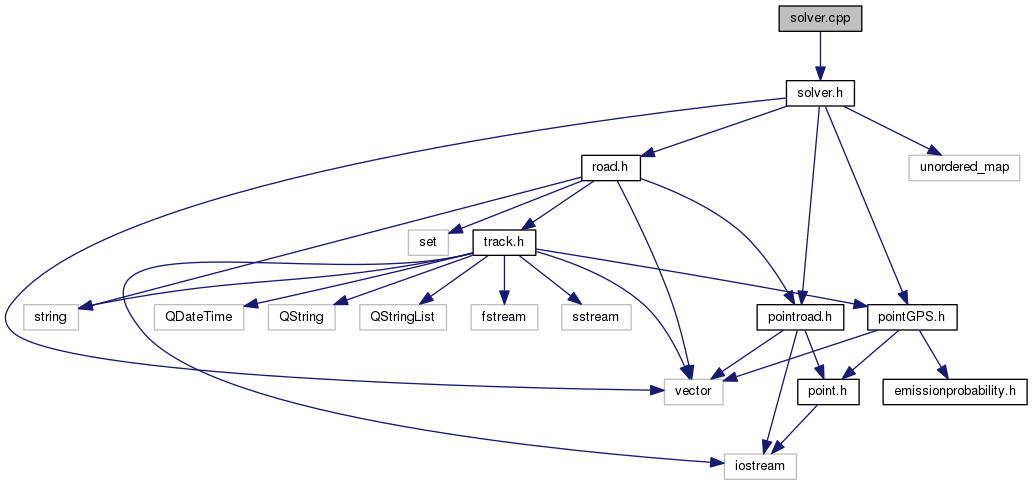 solver.cpp
solver.h
road.h
unordered_map
set
track.h
string
QDateTime
QString
QStringList
fstream
sstream
pointroad.h
pointGPS.h
vector
point.h
emissionprobability.h
iostream